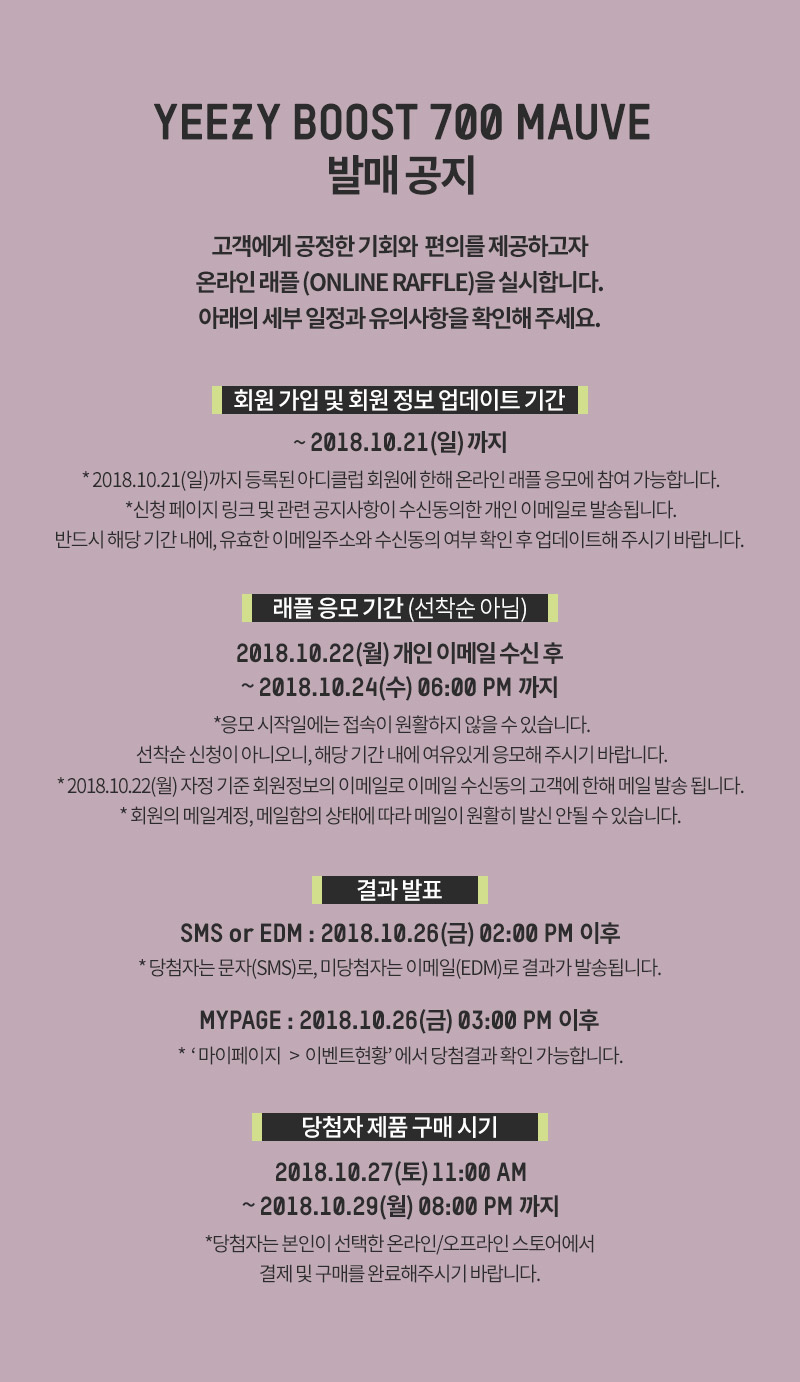 YEEZY BOOST 700 MAUVE
발매 공지
고객에게 공정한 기회와 편의를 제공하고자
온라인 래플 (ONLINE RAFFLE)을 실시합니다.
아래의 세부 일정과 유의사항을 확인해 주세요.
회원 가입 및 회원 정보 업데이트 기간
~ 2018.10.21(일) 까지
* 2018.10.21(일)까지 등록된 아디클럽 회원에 한해 온라인 래플 응모에 참여 가능합니다.
*신청 페이지 링크 및 관련 공지사항이 수신동의한 개인 이메일로 발송됩니다.
반드시 해당 기간 내에, 유효한 이메일주소와 수신동의 여부 확인 후 업데이트해 주시기 바랍니다.
래플 응모 기간 (선착순 아님)
2018.10.22(월) 개인 이메일 수신 후
~ 2018.10.24(수) 06:00 PM 까지
*응모 시작일에는 접속이 원활하지 않을 수 있습니다.
선착순 신청이 아니오니, 해당 기간 내에 여유있게 응모해 주시기 바랍니다.
* 2018.10.22(월) 자정 기준 회원정보의 이메일로 이메일 수신동의 고객에 한해 메일 발송 됩니다.
* 회원의 메일계정, 메일함의 상태에 따라 메일이 원활히 발신 안될 수 있습니다.
결과 발표
SMS or EDM : 2018.10.26(금) 02:00 PM 이후
* 당첨자는 문자(SMS)로, 미당첨자는 이메일(EDM)로 결과가 발송됩니다.
MYPAGE : 2018.10.26(금) 03:00 PM 이후
* ‘ 마이페이지 > 이벤트현황’ 에서 당첨결과 확인 가능합니다.
당첨자 제품 구매 시기
2018.10.27(토) 11:00 AM
~ 2018.10.29(월) 08:00 PM 까지
*당첨자는 본인이 선택한 온라인/오프라인 스토어에서
결제 및 구매를 완료해주시기 바랍니다.